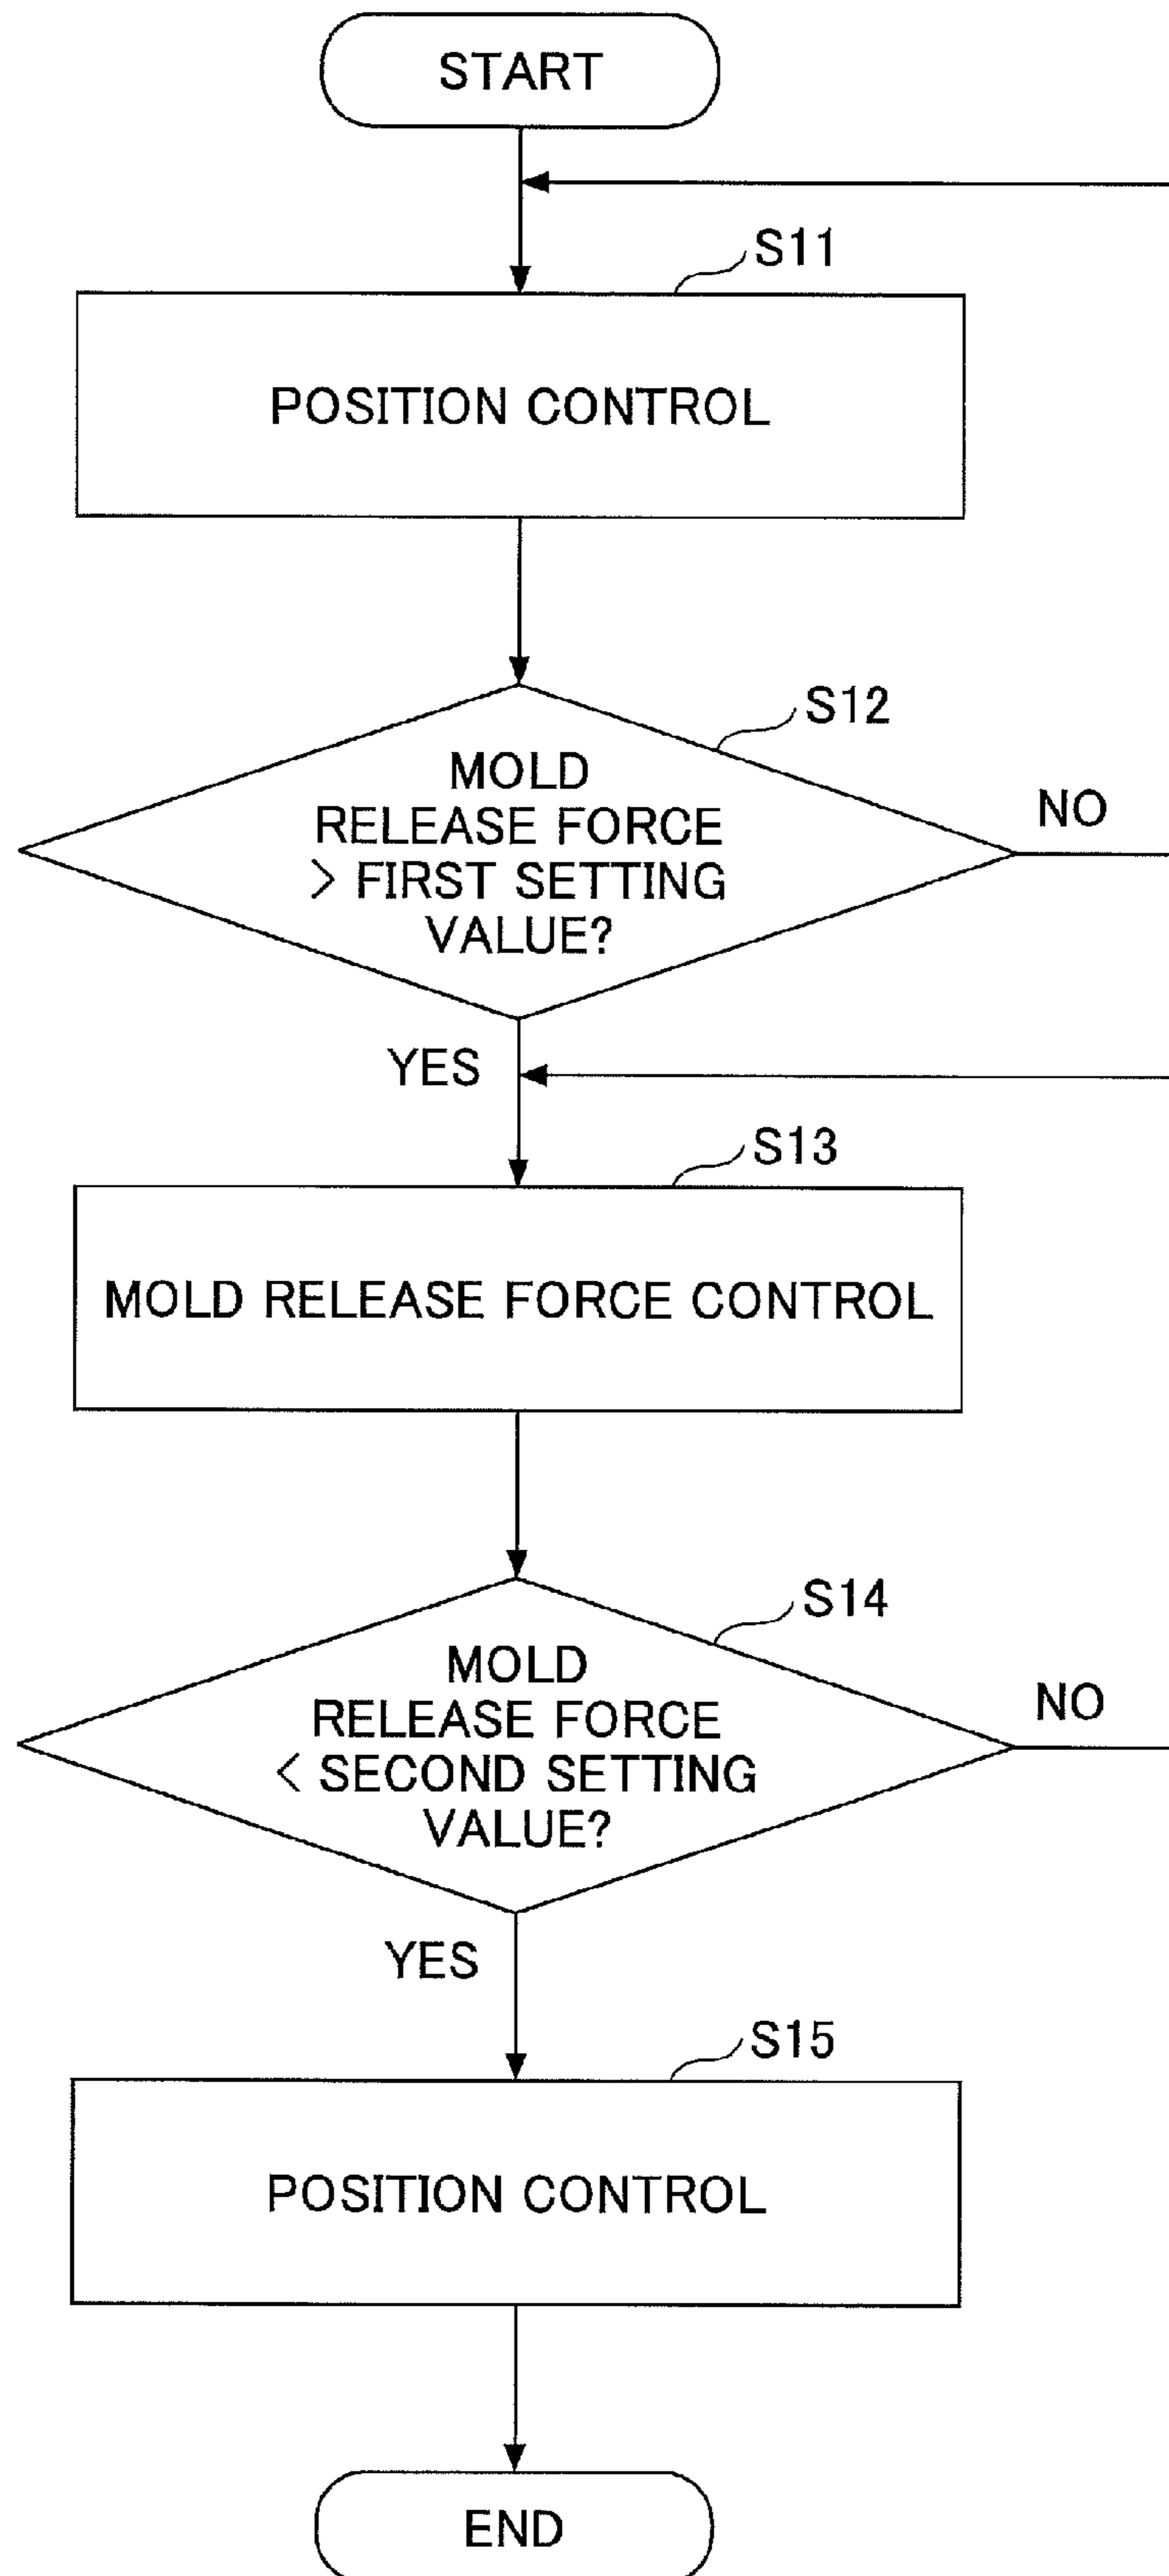 START
S11
POSITION CONTROL
S12
MOLD
RELEASE FORCE
> FIRST SETTING
VALUE?
NO
YES
S13
MOLD RELEASE FORCE CONTROL
S14
MOLD
RELEASE FORCE
< SECOND SETTING
VALUE?
NO
YES
S15
POSITION CONTROL
END